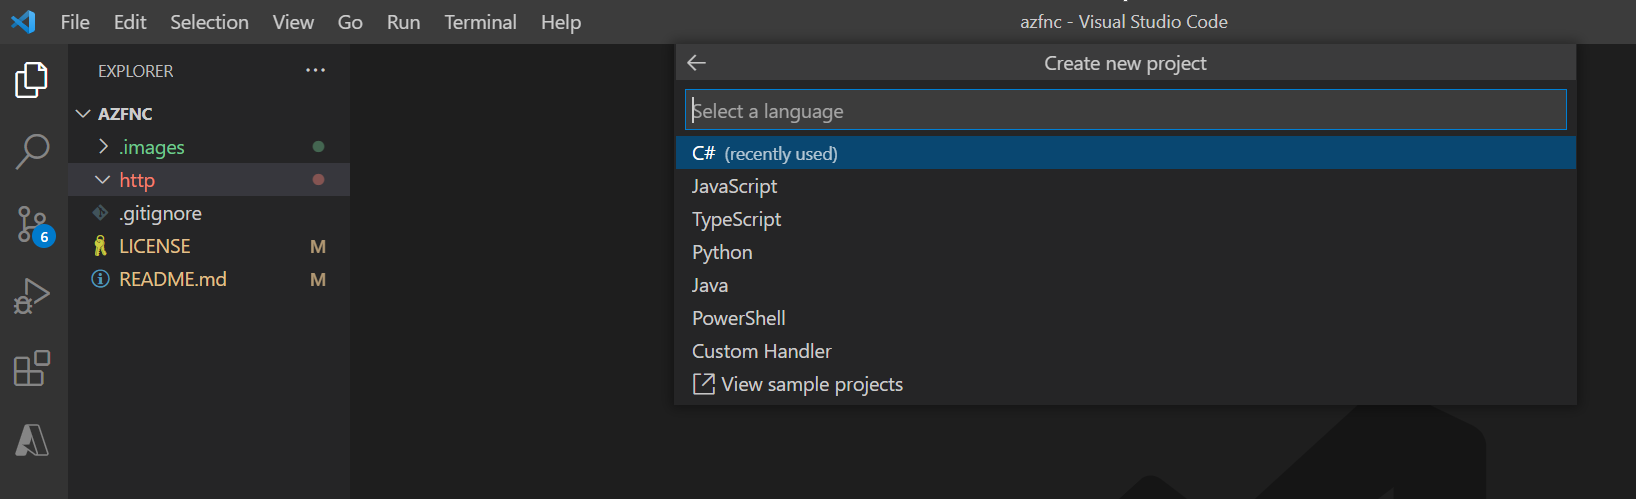 File Edit Selection View Go Run Terminal Help
azfnc - Visual Studio Code
EXPLORER ···
AZFNC
.images
http
.gitignore
LICENSE M
README.md M
6
Create new project
Select a language
C# (recently used)
JavaScript
TypeScript
Python
Java
PowerShell
Custom Handler
View sample projects